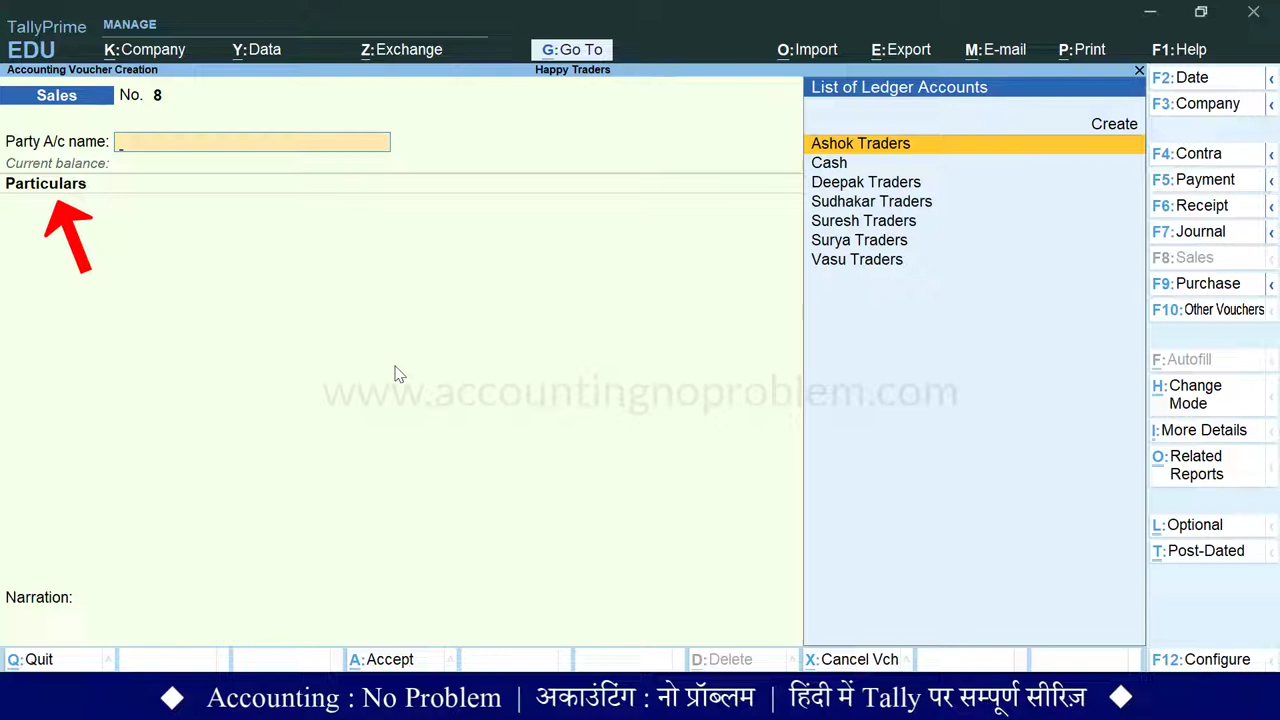 TallyPrime
EDU
MANAGE
K:Company
Y:Data
Z:Exchange
G:Go To
O:Import
E:Export
M:E-mail
P:Print
F1:Help
Accounting Voucher Creation
Happy Traders
Sales
No. 8
Party A/c name:
Current balance:
Particulars
Narration:
List of Ledger Accounts
Create
Ashok Traders
Cash
Deepak Traders
Sudhakar Traders
Suresh Traders
Surya Traders
Vasu Traders
F2:Date
F3:Company
F4:Contra
F5:Payment
F6:Receipt
F7:Journal
F8:Sales
F9:Purchase
F10:Other Vouchers
F:Autofill
H:Change
Mode
I:More Details
O:Related
Reports
L:Optional
T:Post-Dated
www.accountingnoproblem.com
Q:Quit
A:Accept
D:Delete
X:Cancel Vch
F12:Configure
◆ Accounting : No Problem | अकाउंटिंग : नो प्रॉब्लम | हिंदी में Tally पर सम्पूर्ण सीरिज़ ◆